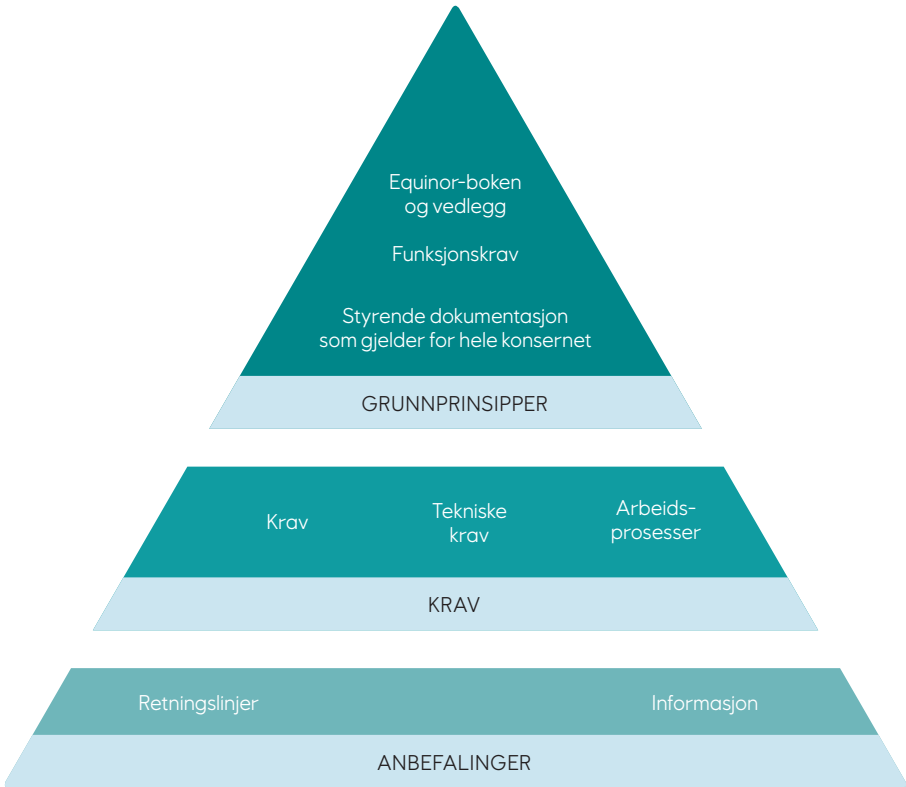 Equinor-boken
og vedlegg
Funksjonskrav
Styrende dokumentasjon
som gjelder for hele konsernet
GRUNNPRINSIPPER
Krav
Tekniske
krav
Arbeids-
prosesser
KRAV
Retningslinjer
Informasjon
ANBEFALINGER